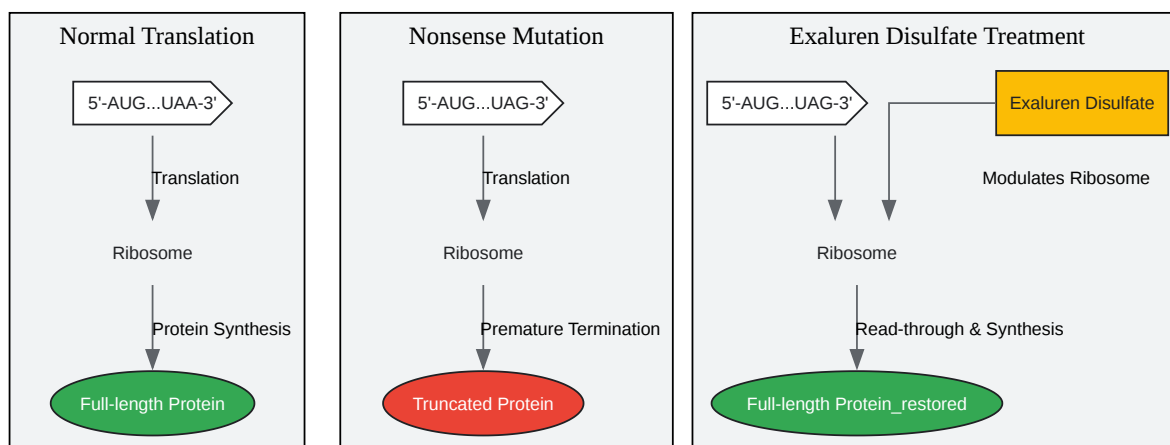 Normal Translation
5'-AUG...UAA-3'
Translation
Ribosome
Protein Synthesis
Full-length Protein
Nonsense Mutation
5'-AUG...UAG-3'
Translation
Ribosome
Premature Termination
Truncated Protein
Exaluren Disulfate Treatment
5'-AUG...UAG-3'
Exaluren Disulfate
Modulates Ribosome
Ribosome
Read-through & Synthesis
Full-length Protein_restored